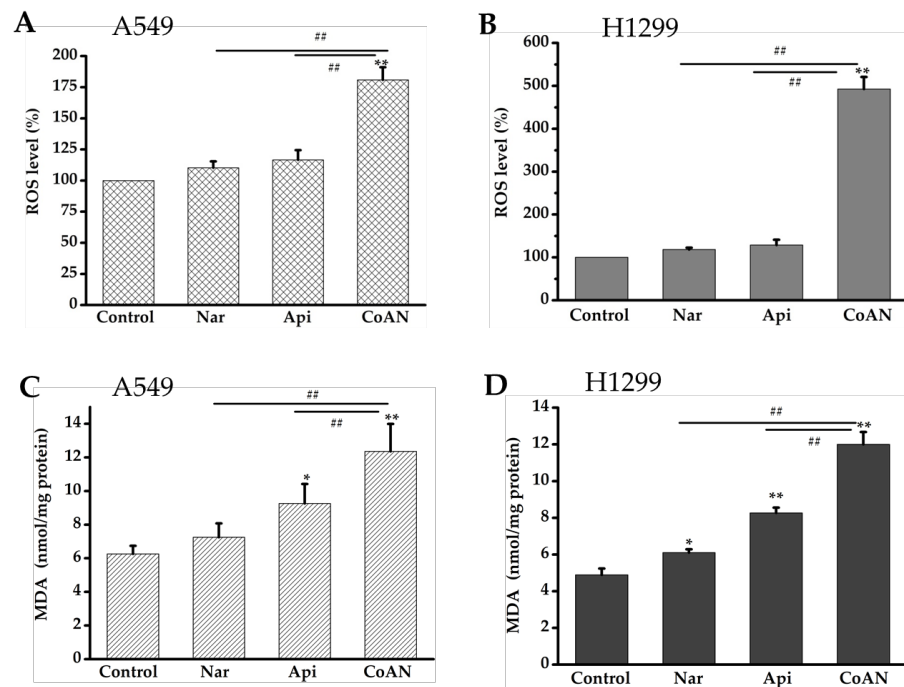 A
A549
ROS level (%)
200
175
150
125
100
75
50
25
0
##
##
**
Control Nar Api CoAN
B
H1299
ROS level (%)
600
500
400
300
200
100
0
##
##
**
Control Nar Api CoAN
C
A549
MDA (nmol/mg protein)
14
12
10
8
6
4
2
0
##
##
**
*
Control Nar Api CoAN
D
H1299
MDA (nmol/mg protein)
14
12
10
8
6
4
2
0
##
##
**
**
*
Control Nar Api CoAN